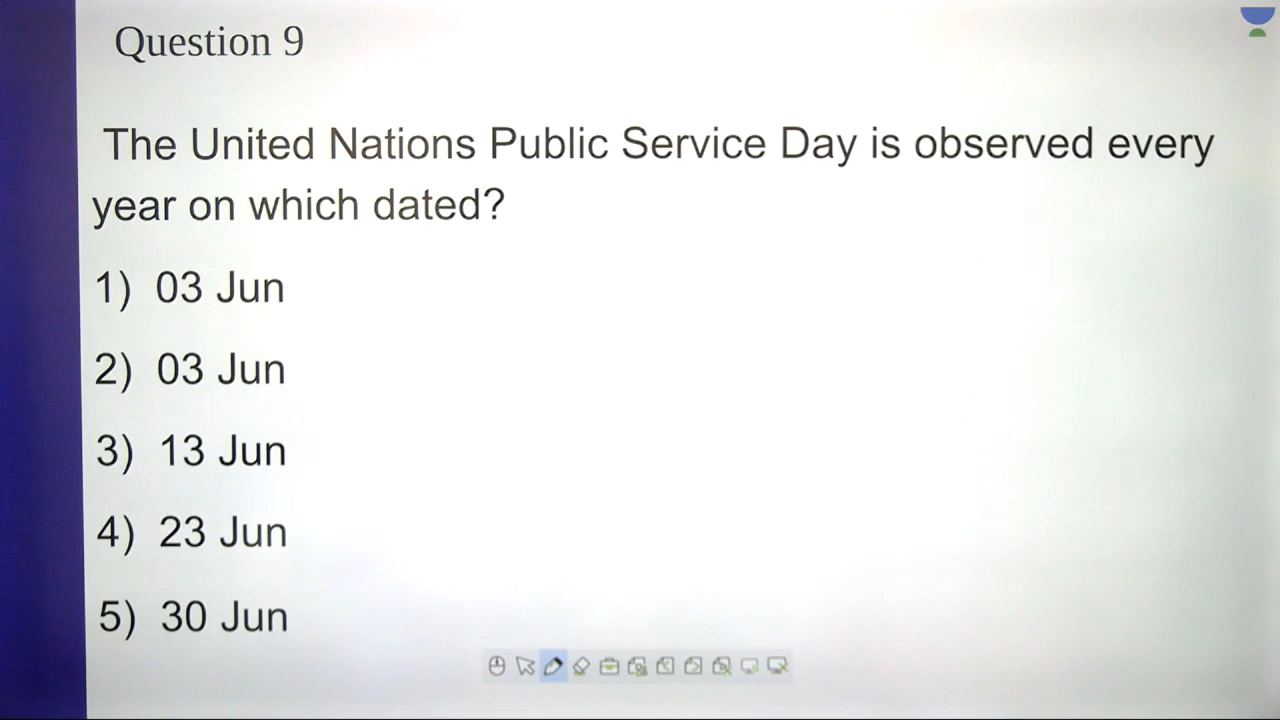 Question 9
The United Nations Public Service Day is observed every
year on which dated?
1) 03 Jun
2) 03 Jun
3) 13 Jun
4) 23 Jun
5) 30 Jun